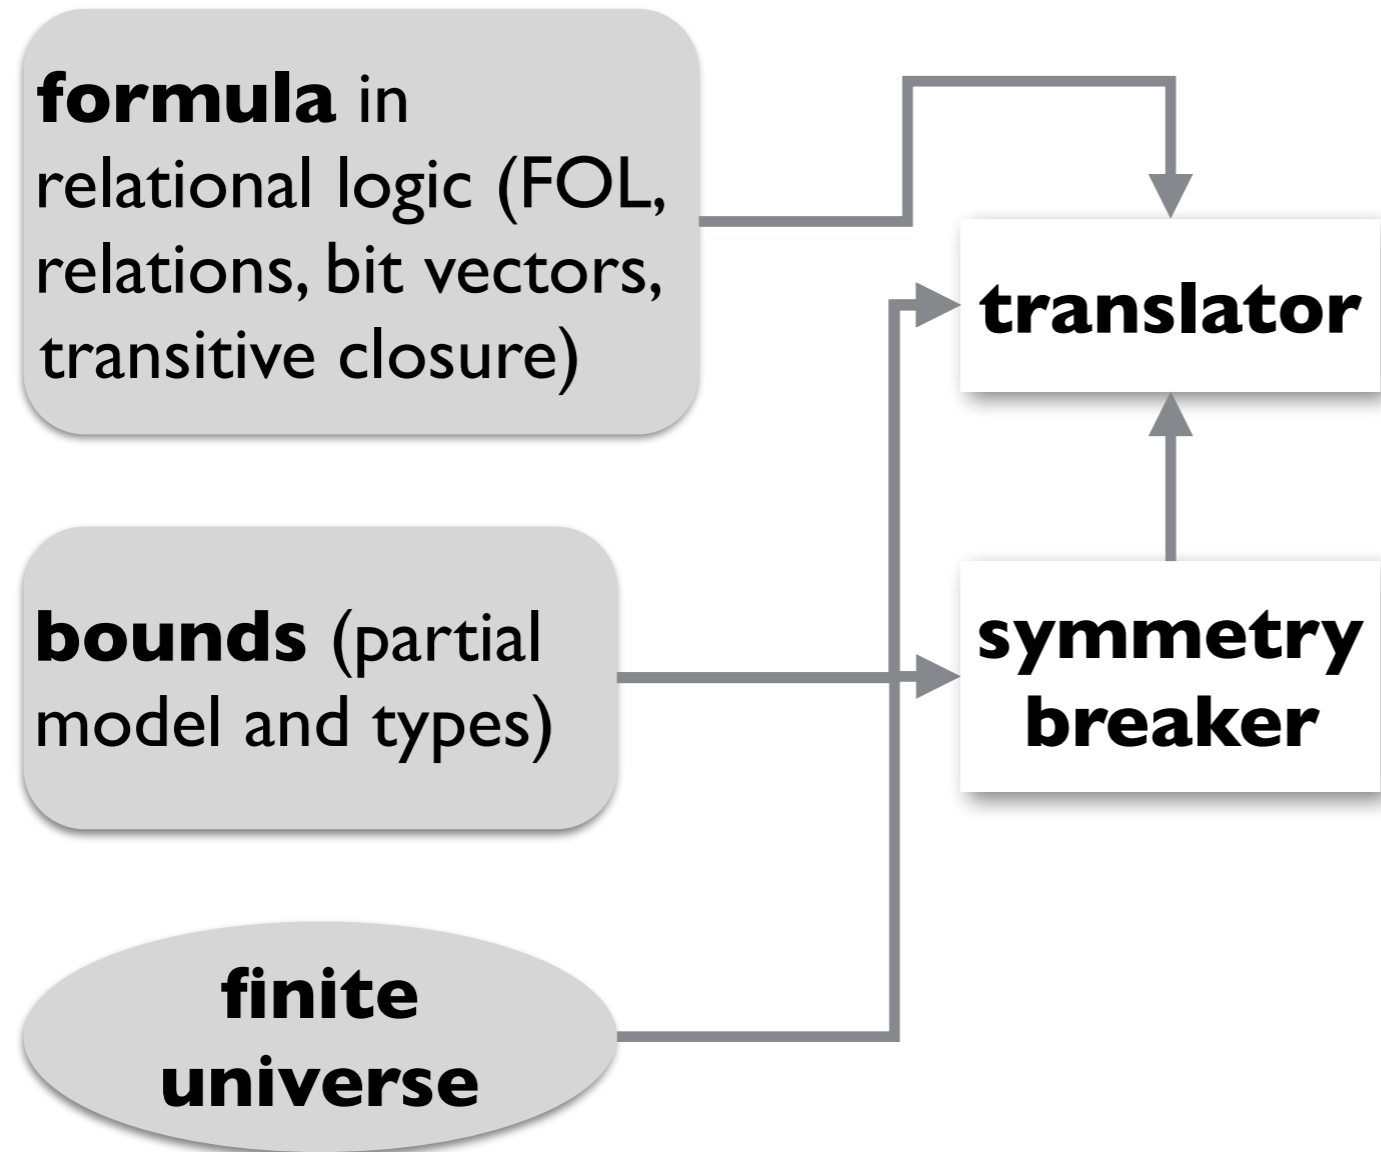 formula in
relational logic (FOL,
relations, bit vectors,
transitive closure)
translator
bounds (partial
model and types)
symmetry
breaker
finite
universe